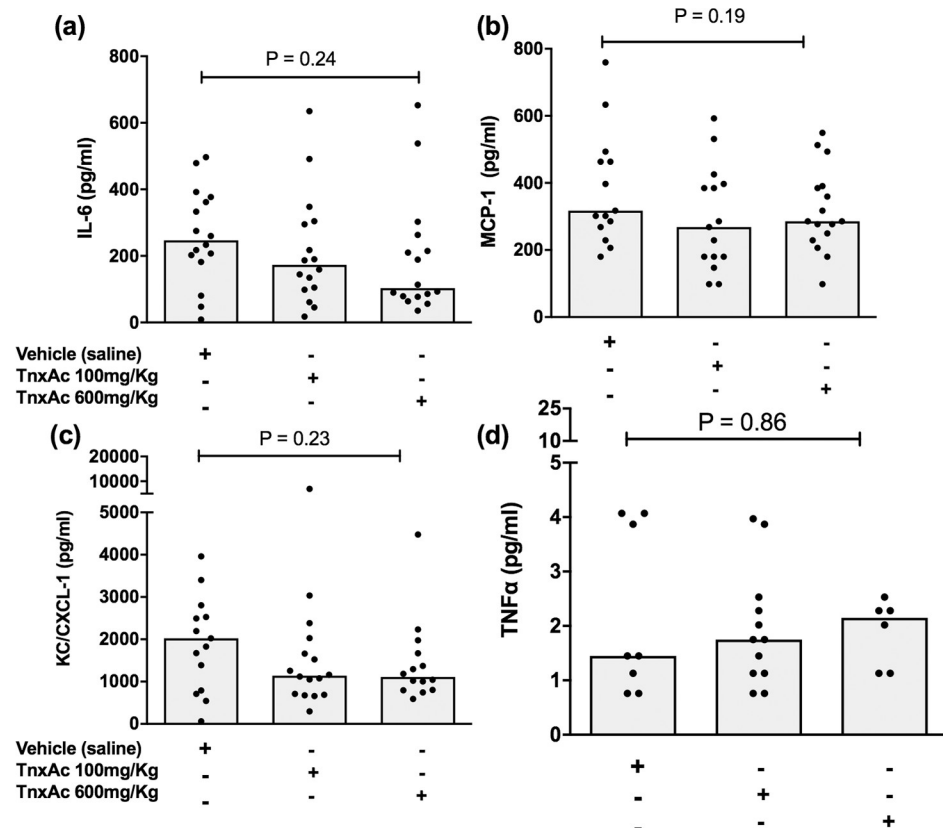 (a)
P = 0.24
800
600
400
200
0
IL-6 (pg/ml)
Vehicle (saline) + - -
TnxAc 100mg/Kg - + -
TnxAc 600mg/Kg - - +
(b)
P = 0.19
800
600
400
200
0
MCP-1 (pg/ml)
+ - -
- + -
- - +
(c)
P = 0.23
20000
10000
5000
4000
3000
2000
1000
0
KC/CXCL-1 (pg/ml)
Vehicle (saline) + - -
TnxAc 100mg/Kg - + -
TnxAc 600mg/Kg - - +
(d)
P = 0.86
25
10
5
4
3
2
1
0
TNFα (pg/ml)
+ - -
- + -
- - +